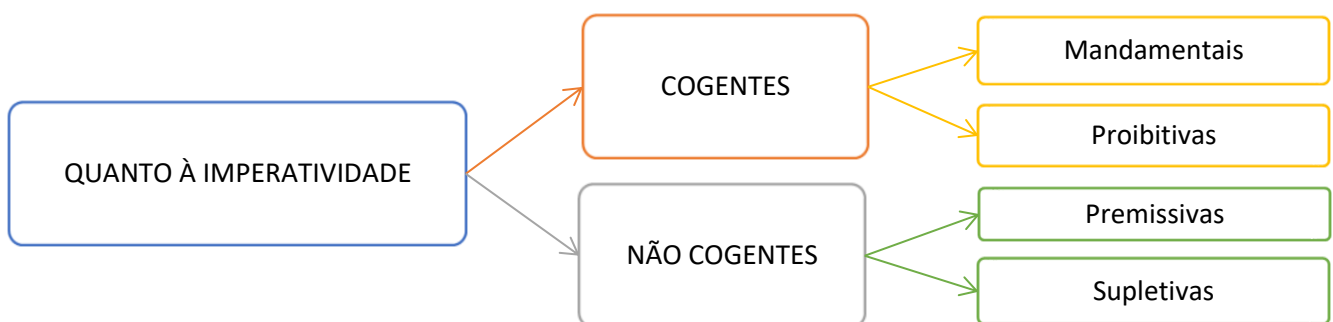 QUANTO À IMPERATIVIDADE
COGENTES
Mandamentais
Proibitivas
NÃO COGENTES
Premissivas
Supletivas